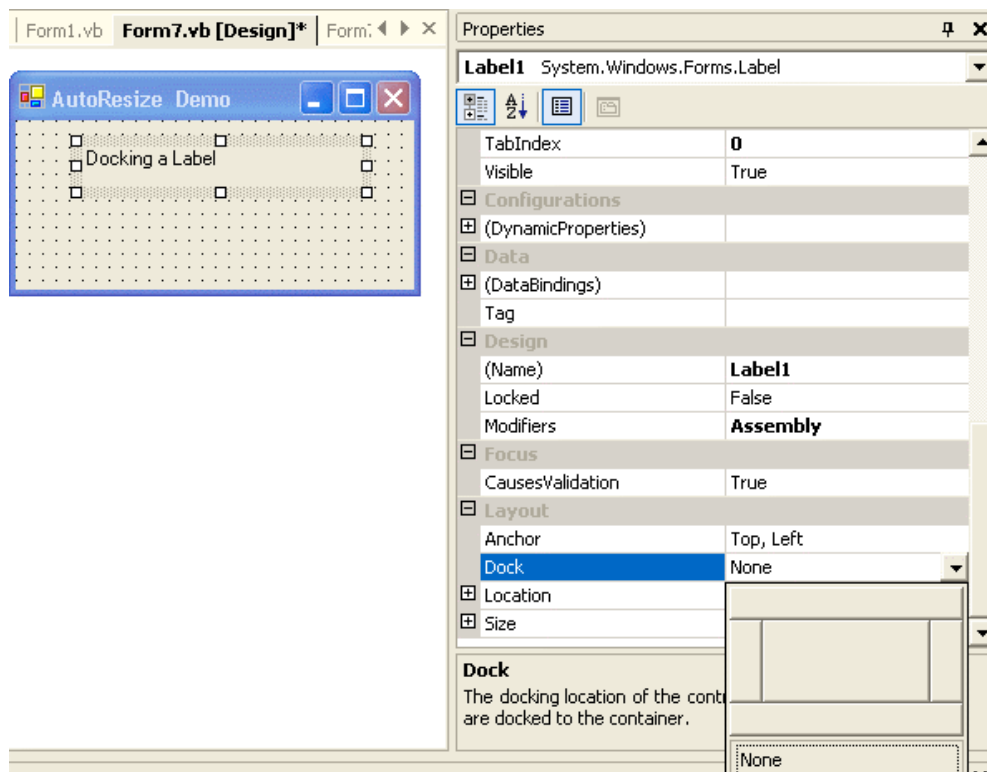 Form1.vb Form7.vb [Design]* Form7
AutoResize Demo
Docking a Label
Properties
Label1 System.Windows.Forms.Label
TabIndex 0
Visible True
Configurations
(DynamicProperties)
Data
(DataBindings)
Tag
Design
(Name) Label1
Locked False
Modifiers Assembly
Focus
CausesValidation True
Layout
Anchor Top, Left
Dock None
Location
Size
None
Dock
The docking location of the cont
are docked to the container.